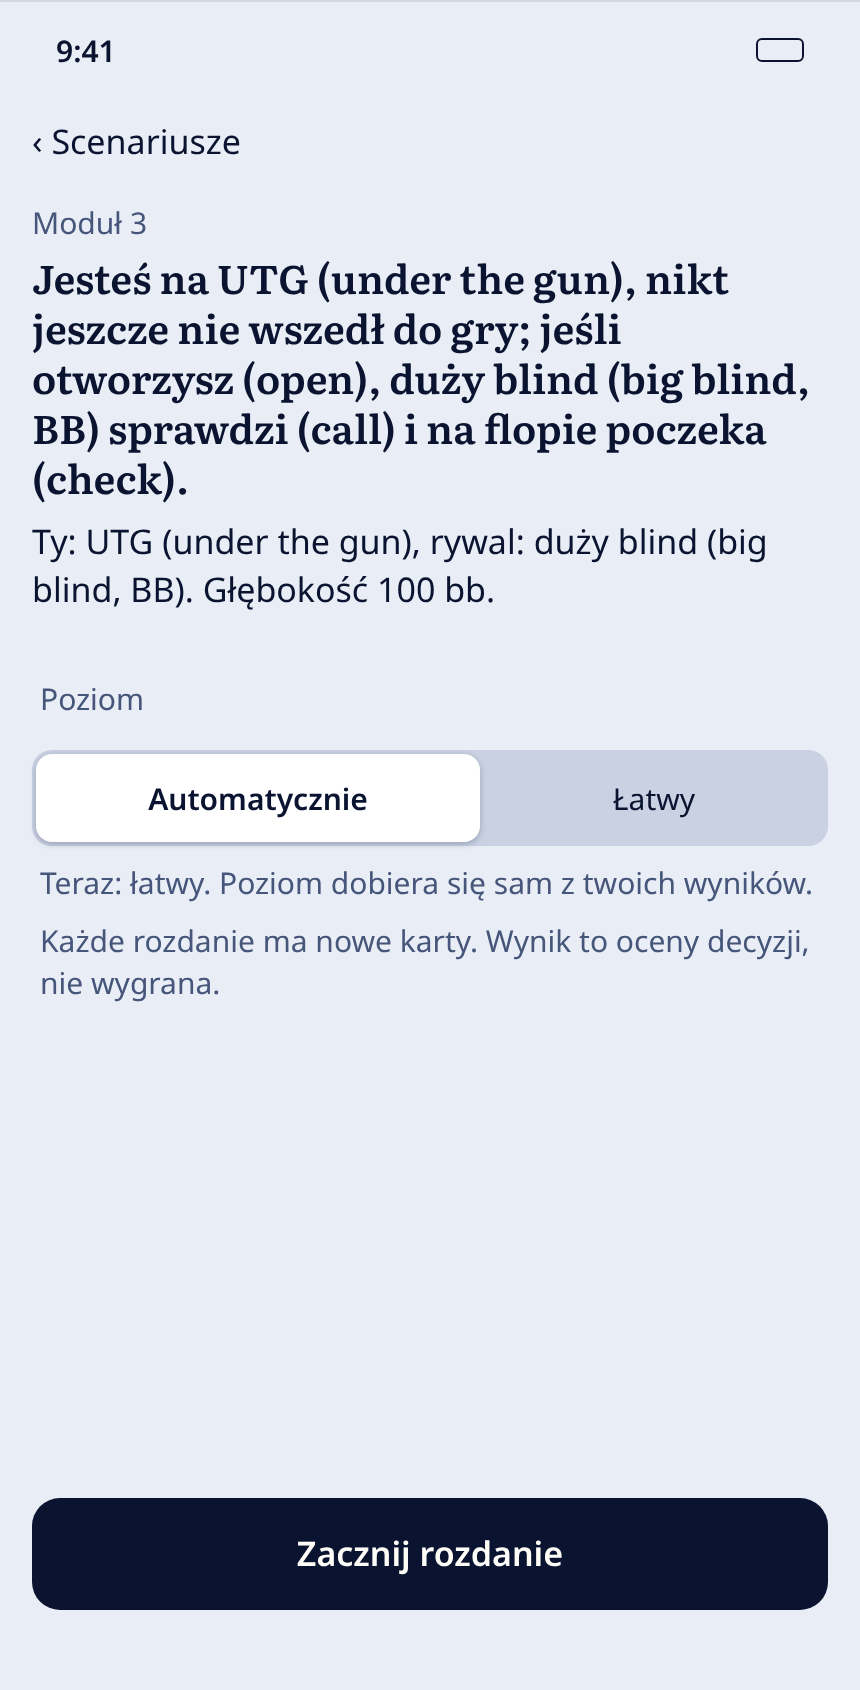 9:41
‹ Scenariusze
Moduł 3
Jesteś na UTG (under the gun), nikt
jeszcze nie wszedł do gry; jeśli
otworzysz (open), duży blind (big blind,
BB) sprawdzi (call) i na flopie poczeka
(check).
Ty: UTG (under the gun), rywal: duży blind (big
blind, BB). Głębokość 100 bb.
Poziom
Automatycznie
Łatwy
Teraz: łatwy. Poziom dobiera się sam z twoich wyników.
Każde rozdanie ma nowe karty. Wynik to oceny decyzji,
nie wygrana.
Zacznij rozdanie